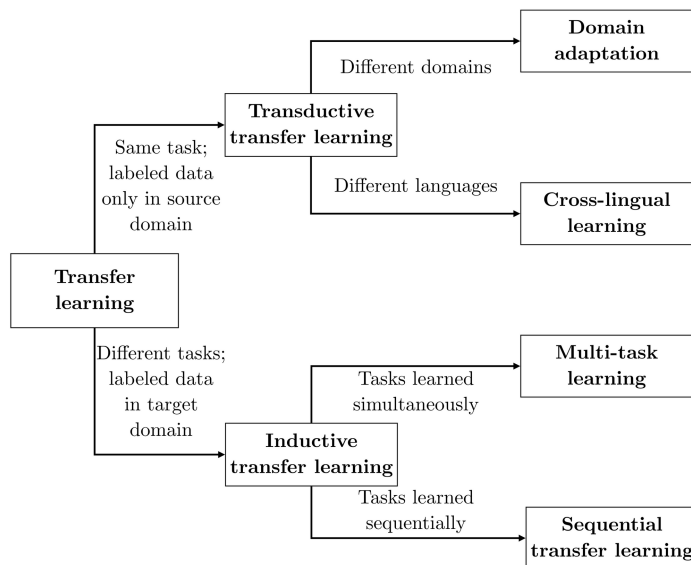 Domain
adaptation
Different domains
Transductive
transfer learning
Same task;
labeled data
only in source
domain
Different languages
Cross-lingual
learning
Transfer
learning
Different tasks;
labeled data
in target
domain
Multi-task
learning
Tasks learned
simultaneously
Inductive
transfer learning
Tasks learned
sequentially
Sequential
transfer learning